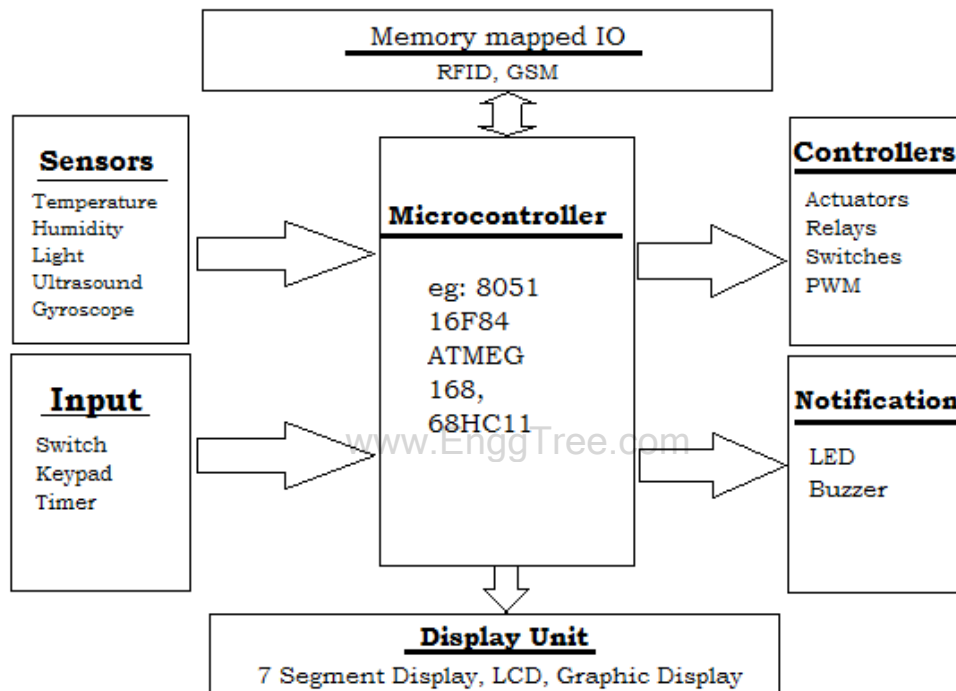 Memory mapped IO
RFID, GSM
Sensors
Temperature
Humidity
Light
Ultrasound
Gyroscope
Input
Switch
Keypad
Timer
Microcontroller
eg: 8051
16F84
ATMEG
168,
68HC11
www.EnggTree.com
Controllers
Actuators
Relays
Switches
PWM
Notification
LED
Buzzer
Display Unit
7 Segment Display, LCD, Graphic Display